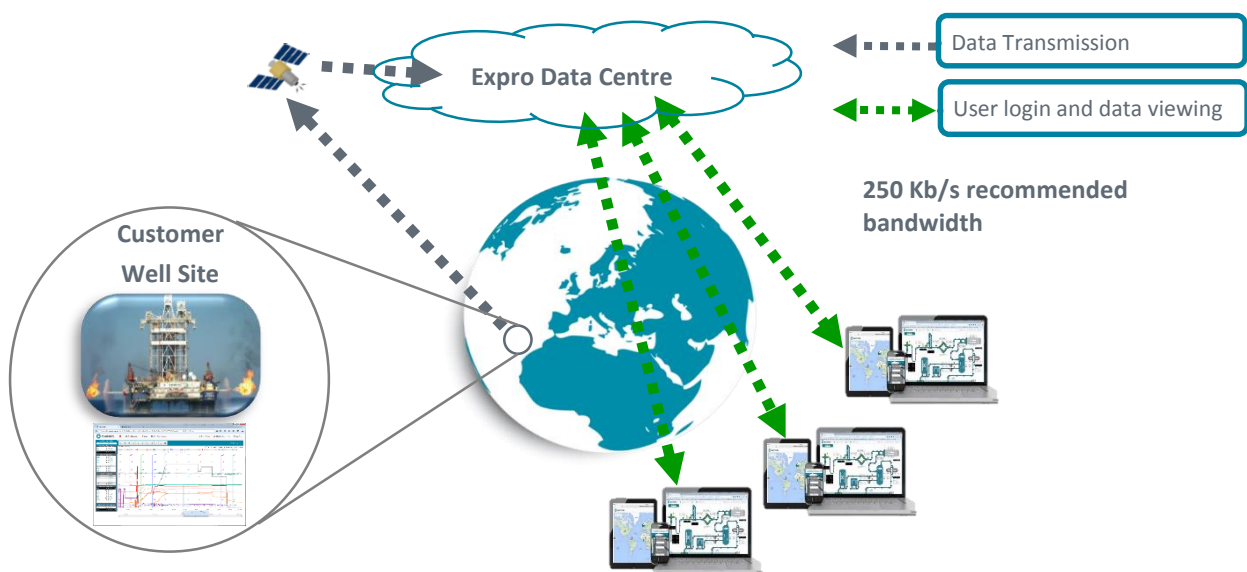 Expro Data Centre
Data Transmission
User login and data viewing
250 Kb/s recommended
bandwidth
Customer
Well Site